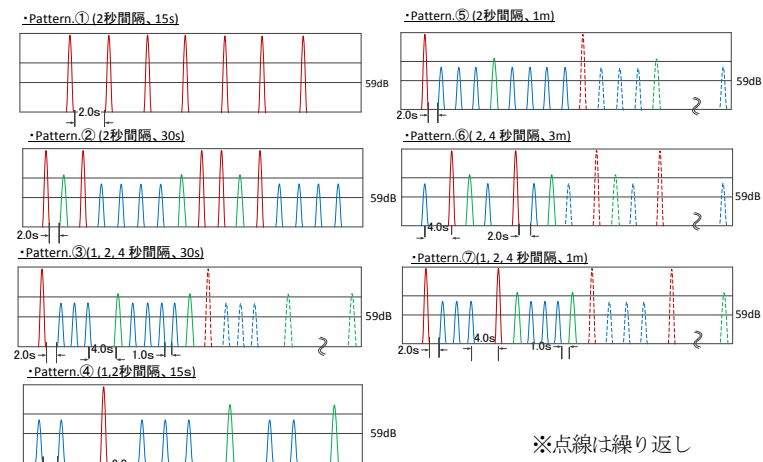 ・Pattern.① (2秒間隔、15s)
59dB
2.0s
・Pattern.② (2秒間隔、30s)
59dB
2.0s
・Pattern.③(1, 2, 4 秒間隔、30s)
59dB
2.0s
4.0s
1.0s
・Pattern.④ (1,2秒間隔、15s)
59dB
・Pattern.⑤ (2秒間隔、1m)
59dB
2.0s
・Pattern.⑥( 2, 4 秒間隔、3m)
59dB
4.0s
2.0s
・Pattern.⑦(1, 2, 4 秒間隔、1m)
59dB
2.0s
4.0s
1.0s
※点線は繰り返し